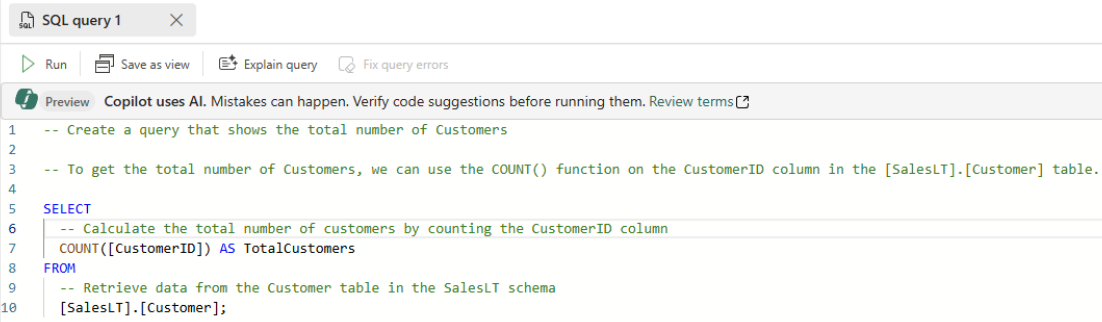 SQL query 1
Run Save as view Explain query Fix query errors
Preview Copilot uses AI. Mistakes can happen. Verify code suggestions before running them. Review terms
1 -- Create a query that shows the total number of Customers
2
3 -- To get the total number of Customers, we can use the COUNT() function on the CustomerID column in the [SalesLT].[Customer] table.
4
5 SELECT
6 -- Calculate the total number of customers by counting the CustomerID column
7 COUNT([CustomerID]) AS TotalCustomers
8 FROM
9 -- Retrieve data from the Customer table in the SalesLT schema
10 [SalesLT].[Customer];